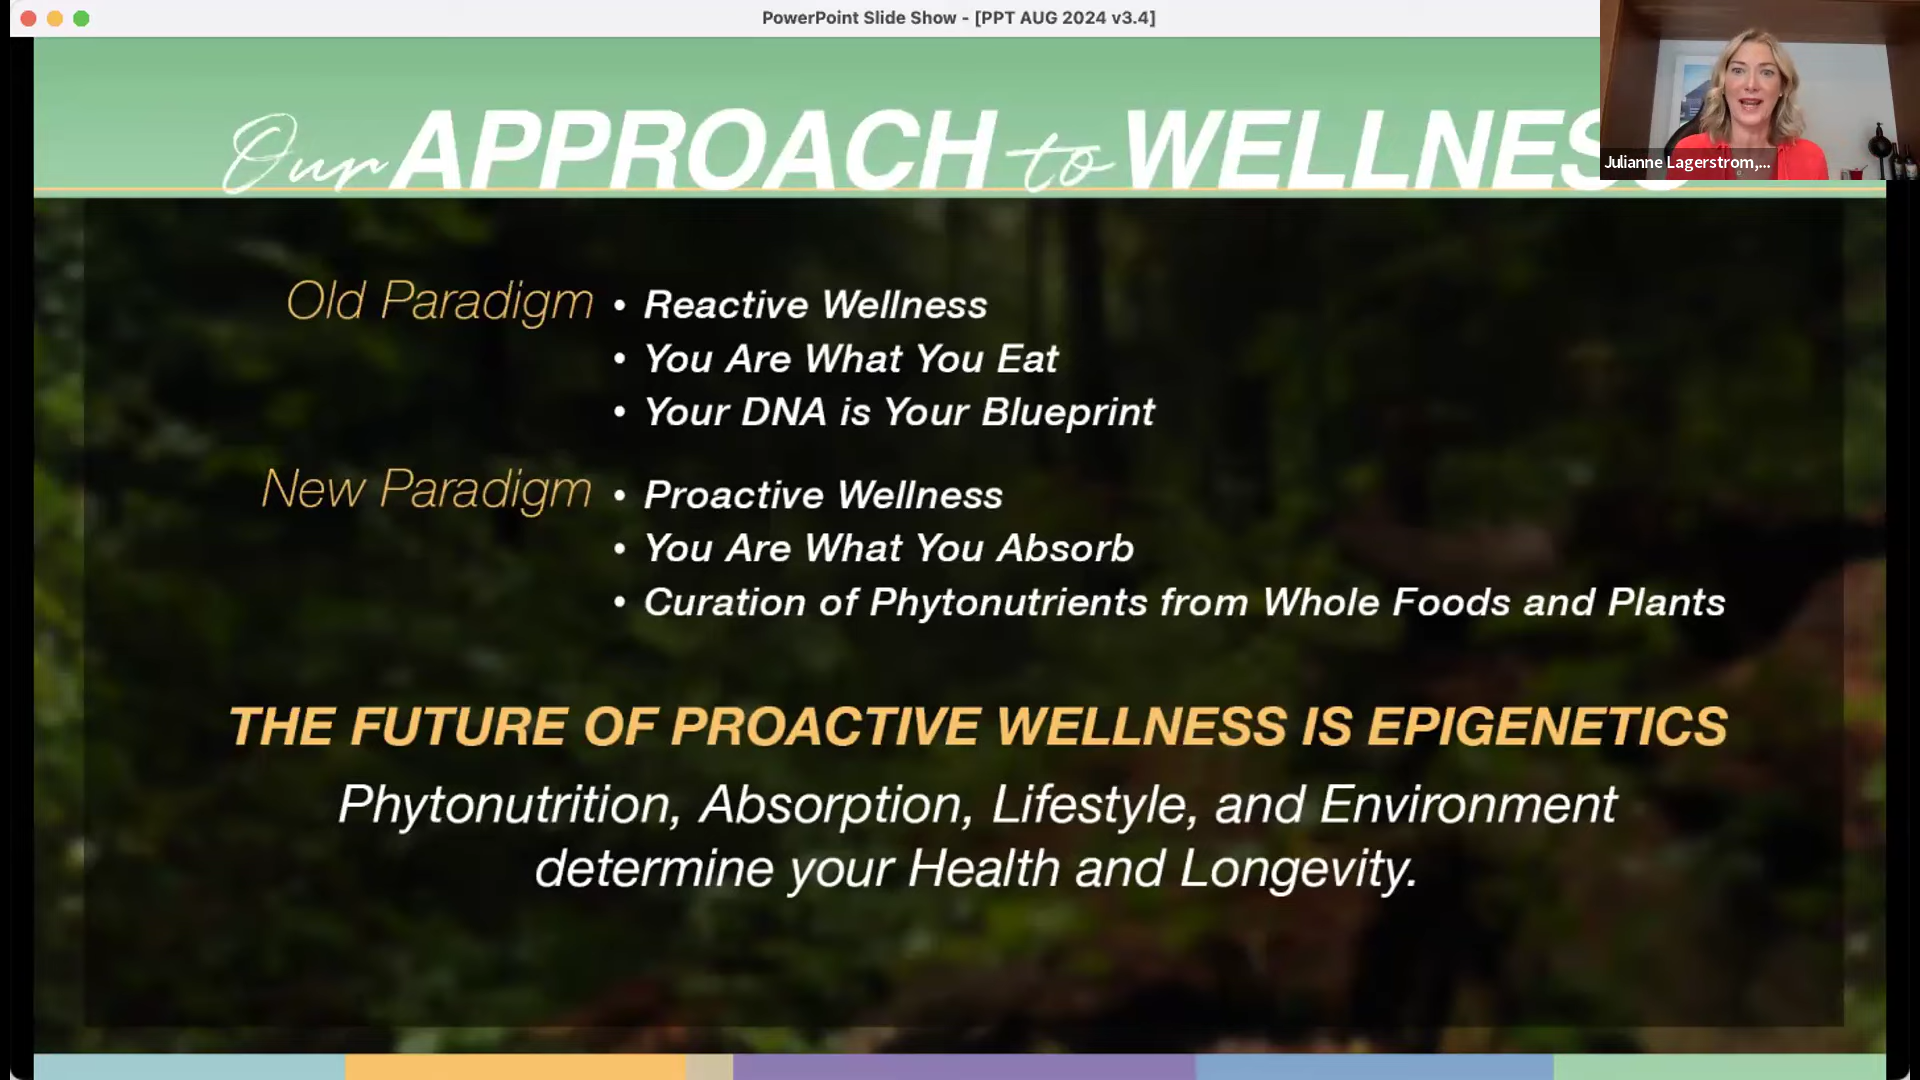 PowerPoint Slide Show - [PPT AUG 2024 v3.4]
Our APPROACH to WELLNES
Julianne Lagerstrom,...
Old Paradigm
• Reactive Wellness
• You Are What You Eat
• Your DNA is Your Blueprint
New Paradigm
• Proactive Wellness
• You Are What You Absorb
• Curation of Phytonutrients from Whole Foods and Plants
THE FUTURE OF PROACTIVE WELLNESS IS EPIGENETICS
Phytonutrition, Absorption, Lifestyle, and Environment
determine your Health and Longevity.